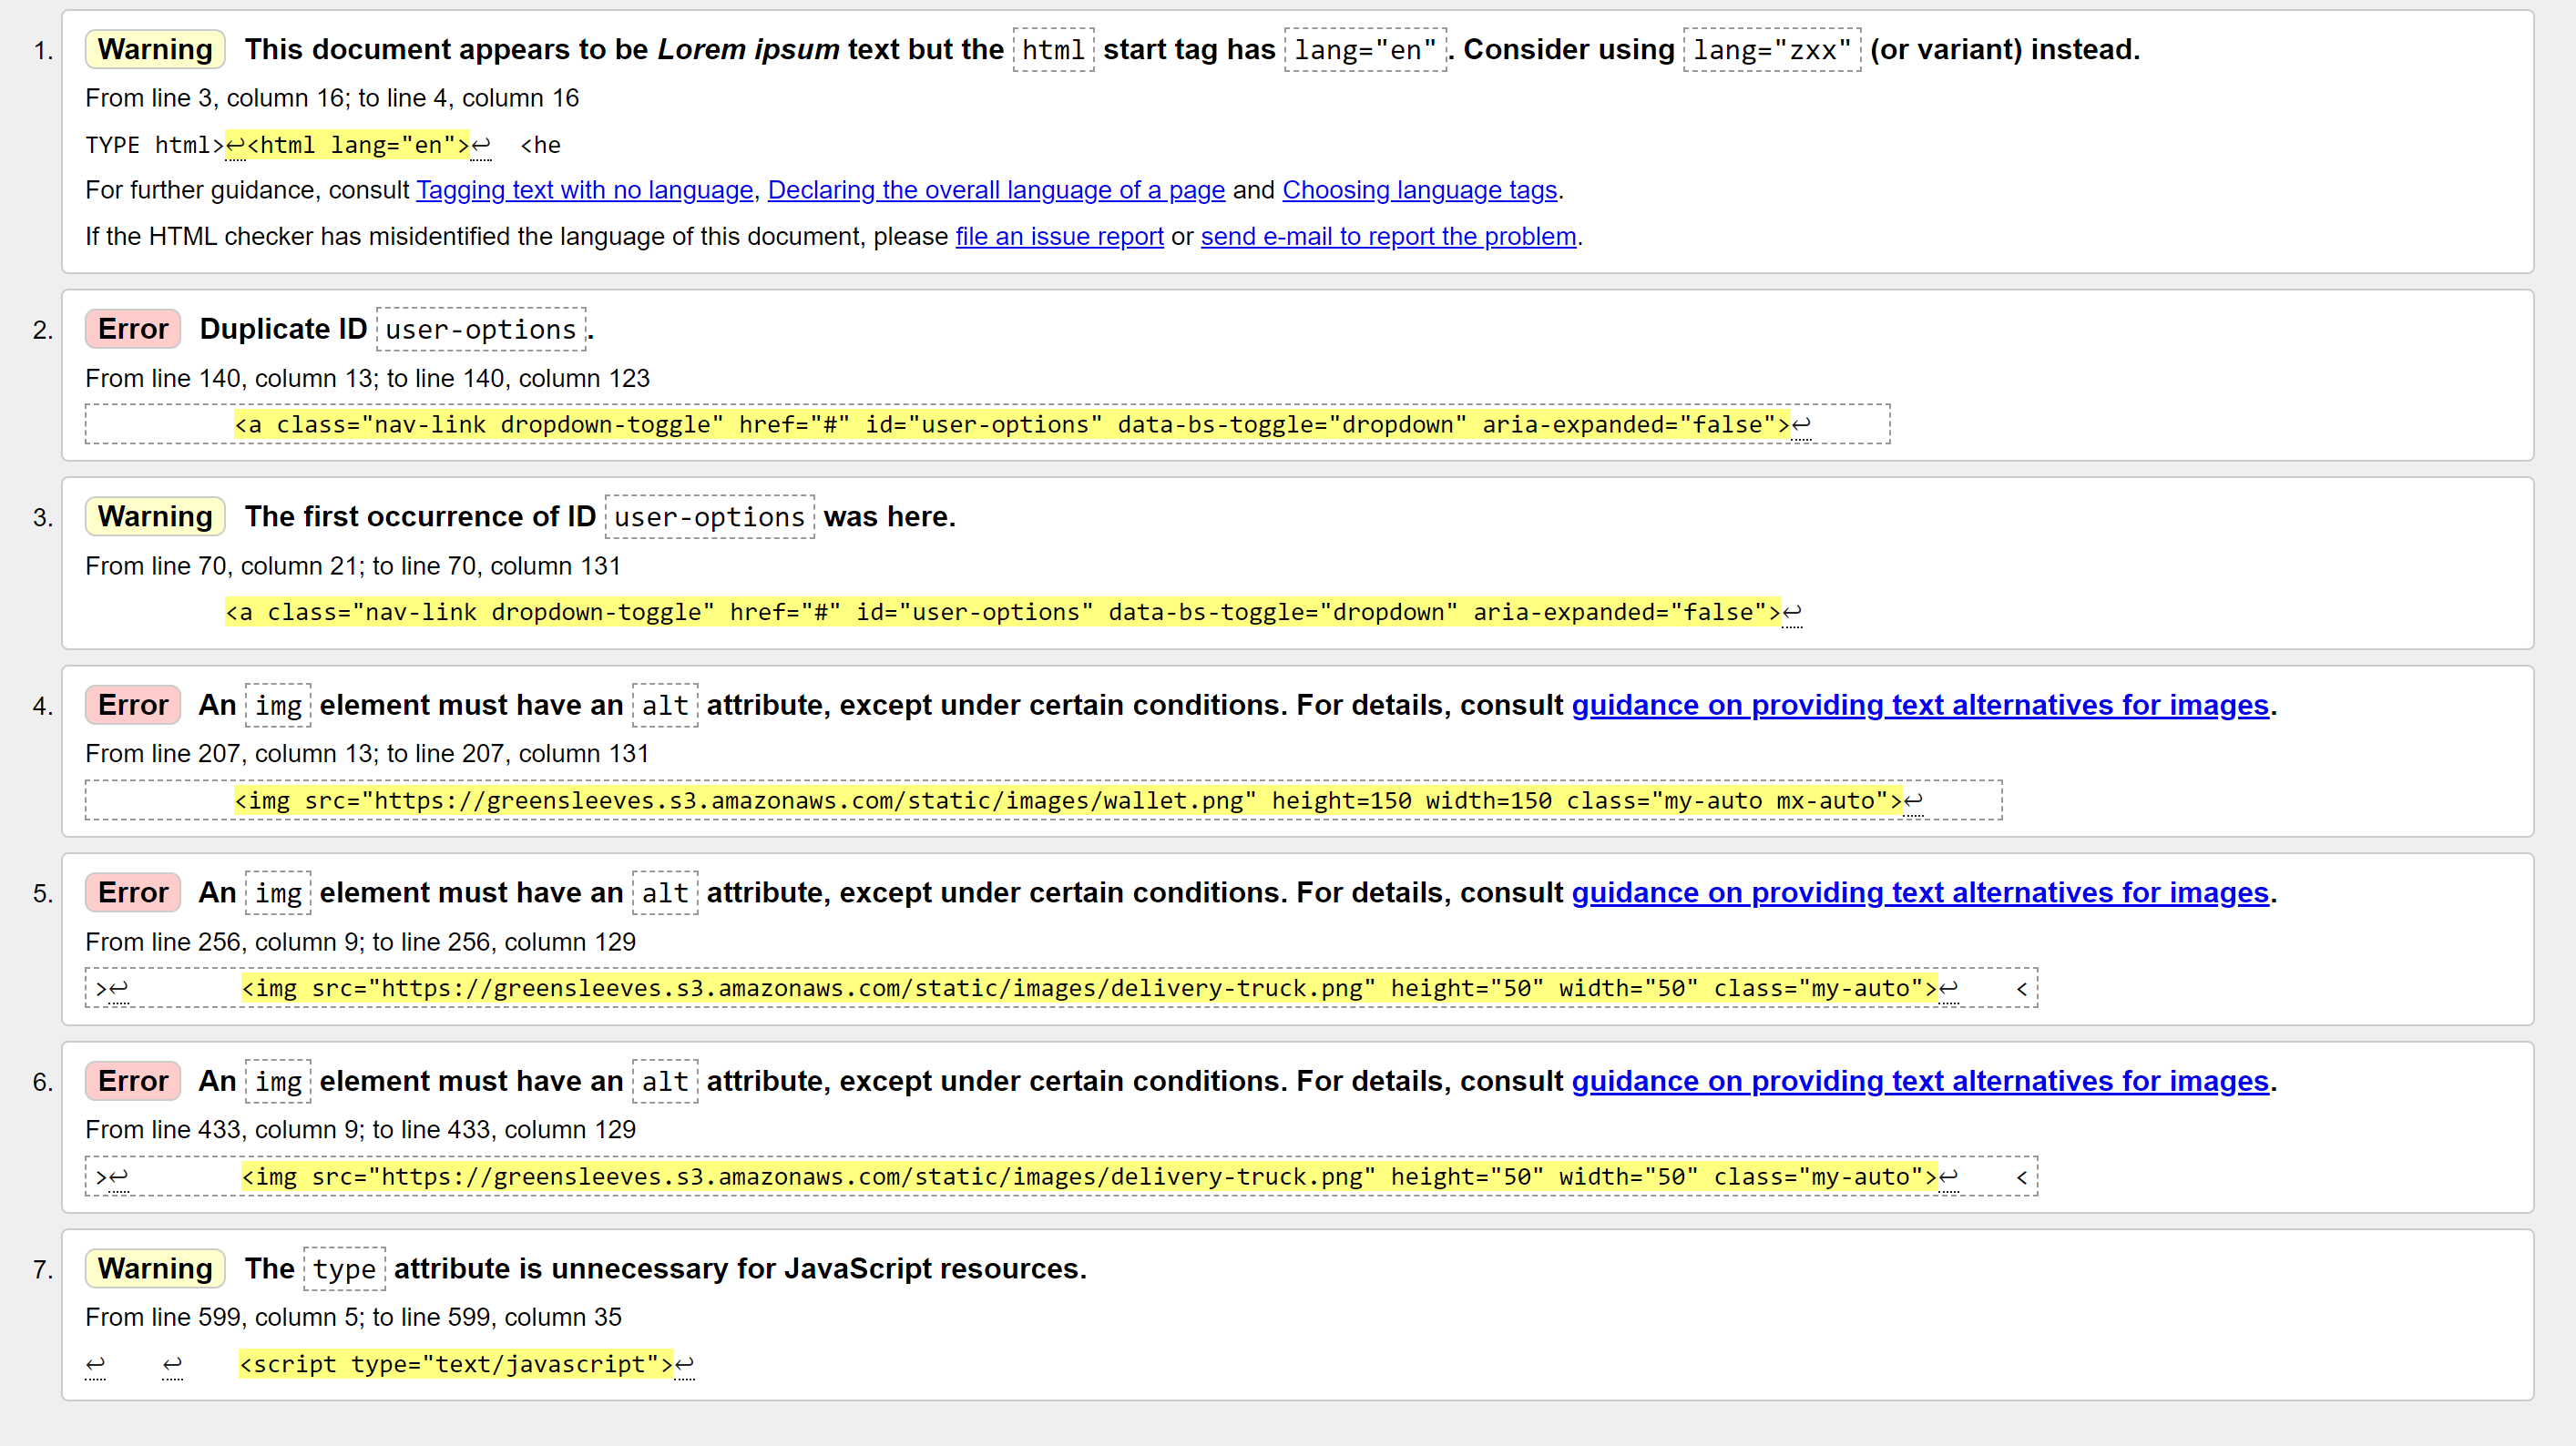 1. Warning This document appears to be Lorem ipsum text but the html start tag has lang="en". Consider using lang="zxx" (or variant) instead.
From line 3, column 16; to line 4, column 16
TYPE html>↩<html lang="en">↩  <he
For further guidance, consult Tagging text with no language, Declaring the overall language of a page and Choosing language tags.
If the HTML checker has misidentified the language of this document, please file an issue report or send e-mail to report the problem.
2. Error Duplicate ID user-options.
From line 140, column 13; to line 140, column 123
<a class="nav-link dropdown-toggle" href="#" id="user-options" data-bs-toggle="dropdown" aria-expanded="false">↩
3. Warning The first occurrence of ID user-options was here.
From line 70, column 21; to line 70, column 131
<a class="nav-link dropdown-toggle" href="#" id="user-options" data-bs-toggle="dropdown" aria-expanded="false">↩
4. Error An img element must have an alt attribute, except under certain conditions. For details, consult guidance on providing text alternatives for images.
From line 207, column 13; to line 207, column 131
<img src="https://greensleeves.s3.amazonaws.com/static/images/wallet.png" height=150 width=150 class="my-auto mx-auto">↩
5. Error An img element must have an alt attribute, except under certain conditions. For details, consult guidance on providing text alternatives for images.
From line 256, column 9; to line 256, column 129
>↩ <img src="https://greensleeves.s3.amazonaws.com/static/images/delivery-truck.png" height="50" width="50" class="my-auto">↩ <
6. Error An img element must have an alt attribute, except under certain conditions. For details, consult guidance on providing text alternatives for images.
From line 433, column 9; to line 433, column 129
>↩ <img src="https://greensleeves.s3.amazonaws.com/static/images/delivery-truck.png" height="50" width="50" class="my-auto">↩ <
7. Warning The type attribute is unnecessary for JavaScript resources.
From line 599, column 5; to line 599, column 35
↩ ↩ <script type="text/javascript">↩